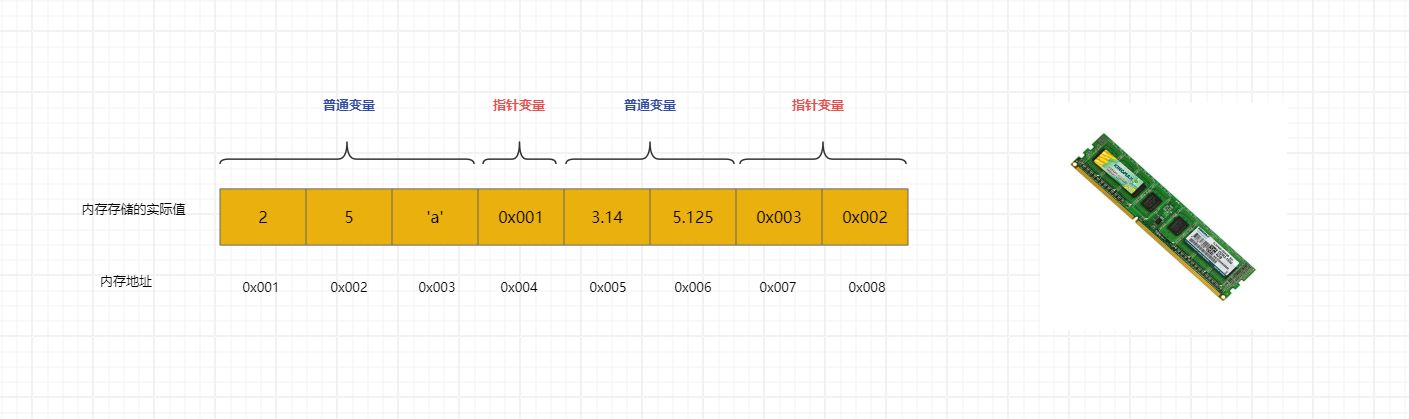 普通变量 指针变量 普通变量 指针变量
内存存储的实际值 2 5 'a' 0x001 3.14 5.125 0x003 0x002
内存地址 0x001 0x002 0x003 0x004 0x005 0x006 0x007 0x008